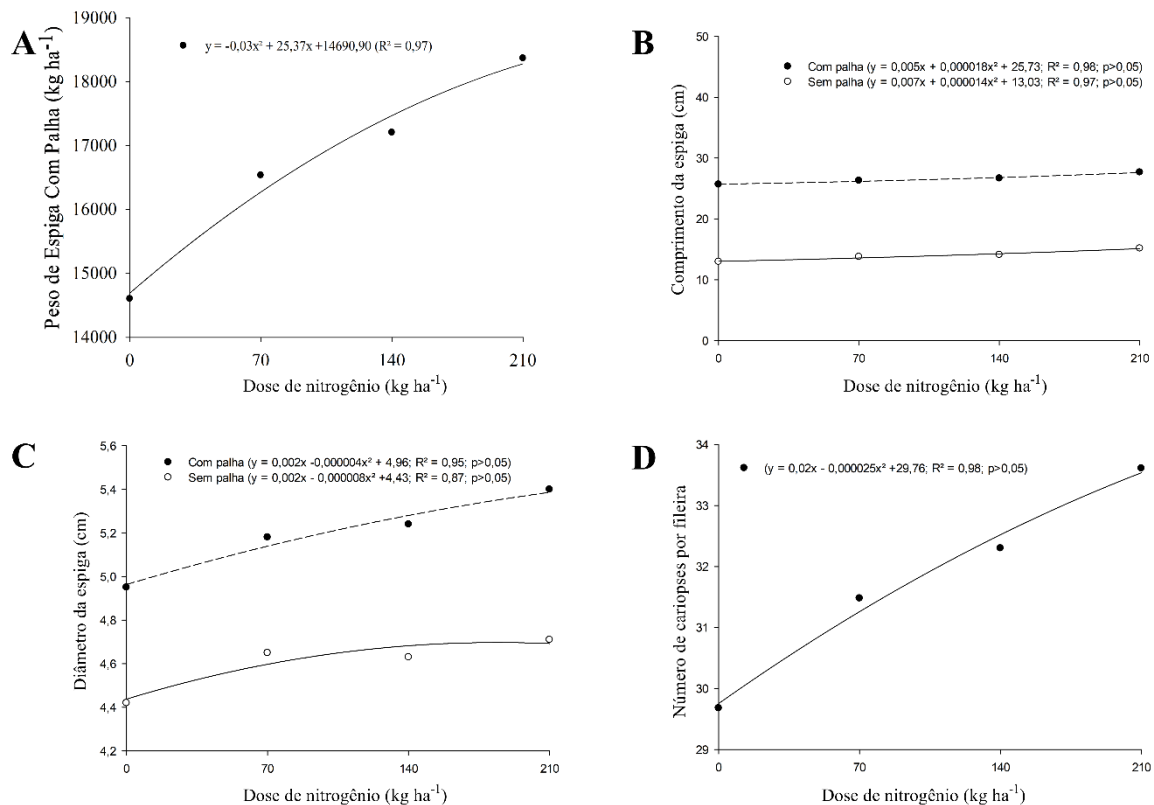 A
Peso de Espiga Com Palha (kg ha⁻¹)
19000
18000
17000
16000
15000
14000
y = -0,03x² + 25,37x +14690,90 (R² = 0,97)
0 70 140 210
Dose de nitrogênio (kg ha⁻¹)
B
Comprimento da espiga (cm)
50
40
30
20
10
0
Com palha (y = 0,005x + 0,000018x² + 25,73; R² = 0,98; p>0,05)
Sem palha (y = 0,007x + 0,000014x² + 13,03; R² = 0,97; p>0,05)
0 70 140 210
Dose de nitrogênio (kg ha⁻¹)
C
Diâmetro da espiga (cm)
5,6
5,4
5,2
5,0
4,8
4,6
4,4
4,2
Com palha (y = 0,002x -0,000004x² + 4,96; R² = 0,95; p>0,05)
Sem palha (y = 0,002x - 0,000008x² +4,43; R² = 0,87; p>0,05)
0 70 140 210
Dose de nitrogênio (kg ha⁻¹)
D
Número de cariopses por fileira
34
33
32
31
30
29
(y = 0,02x - 0,000025x² +29,76; R² = 0,98; p>0,05)
0 70 140 210
Dose de nitrogênio (kg ha⁻¹)